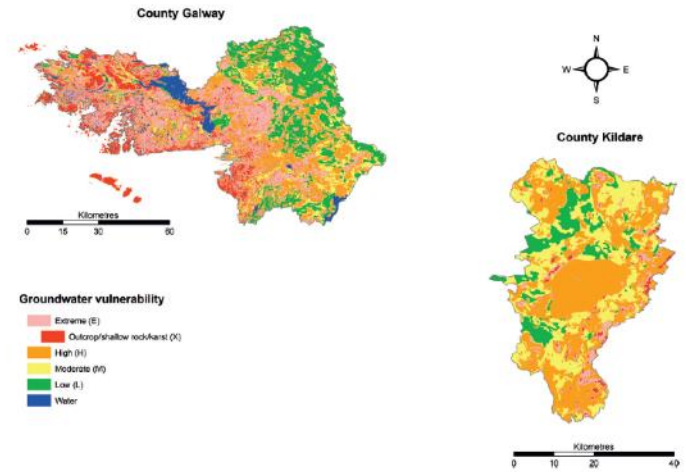 County Galway
N
W
E
S
County Kildare
Kilometres
0 15 30 60
Groundwater vulnerability
Extreme (E)
Outcrop/shallow rock/karst (X)
High (H)
Moderate (M)
Low (L)
Water
Kilometres
0 10 20 40